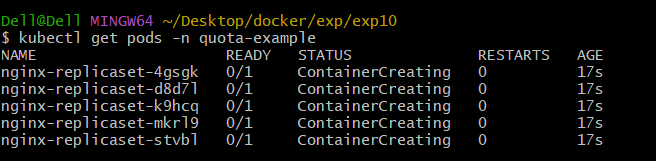 Dell@Dell MINGW64 ~/Desktop/docker/exp/exp10
$ kubectl get pods -n quota-example
NAME READY STATUS RESTARTS AGE
nginx-replicaset-4gsgk 0/1 ContainerCreating 0 17s
nginx-replicaset-d8d7l 0/1 ContainerCreating 0 17s
nginx-replicaset-k9hcq 0/1 ContainerCreating 0 17s
nginx-replicaset-mkrl9 0/1 ContainerCreating 0 17s
nginx-replicaset-stvbl 0/1 ContainerCreating 0 17s